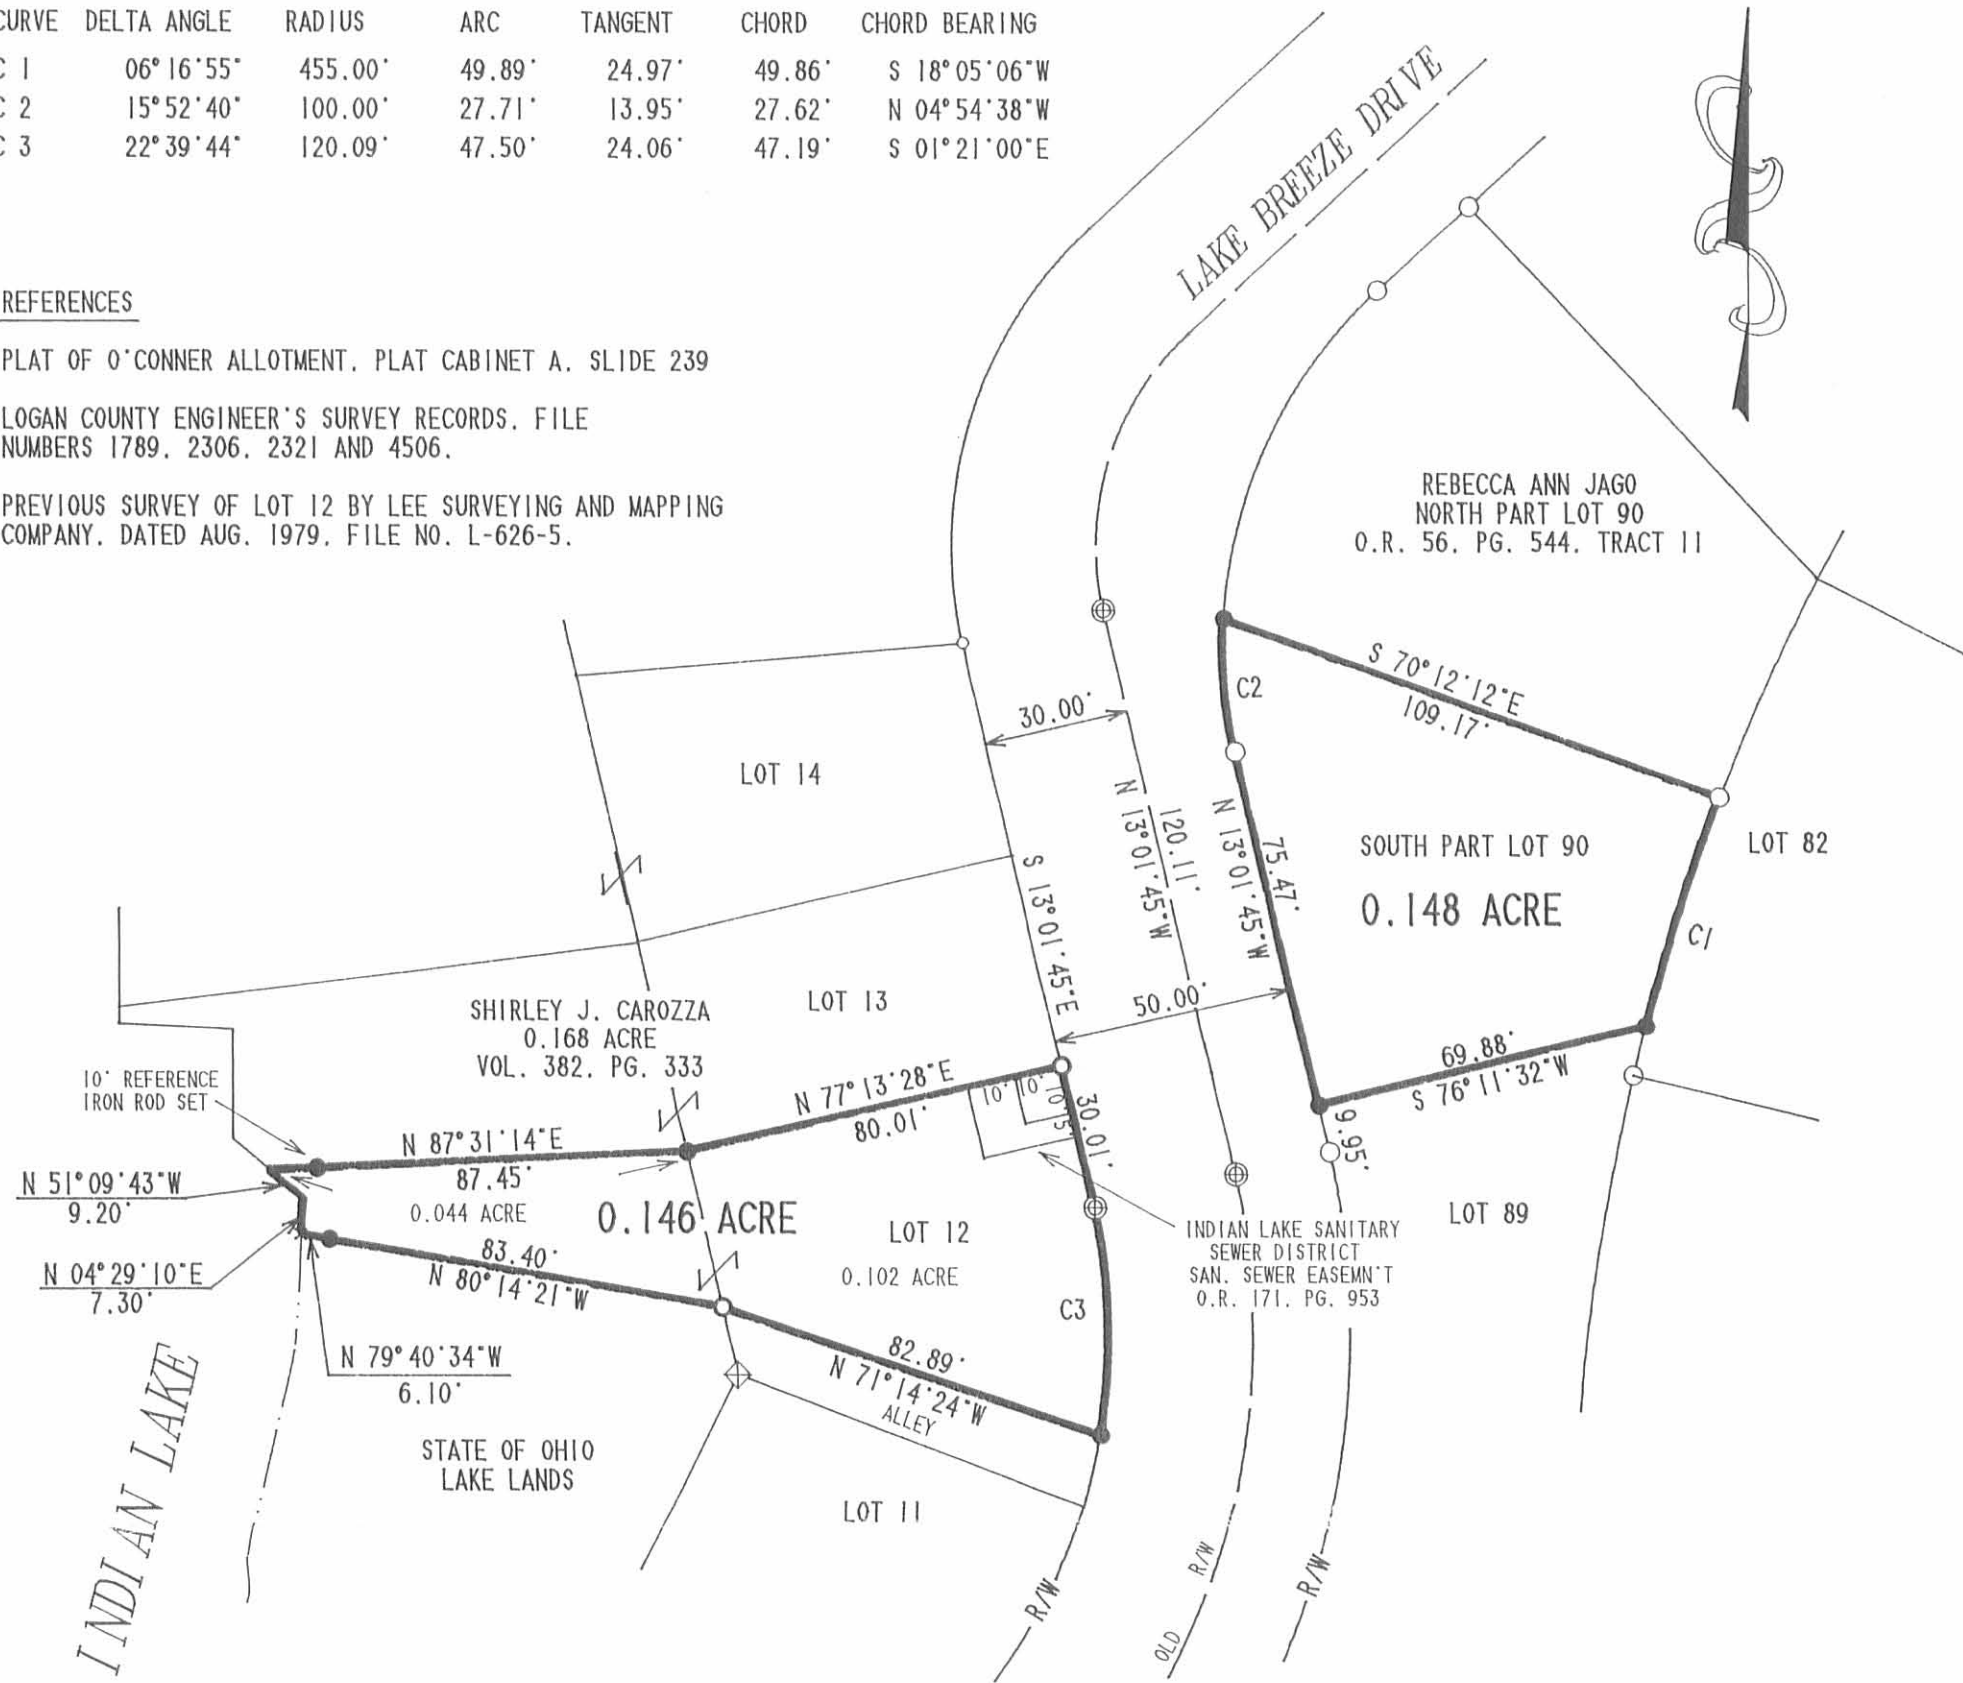 CURVE DELTA ANGLE RADIUS ARC TANGENT CHORD CHORD BEARING
C 1 06°16'55" 455.00' 49.89' 24.97' 49.86' S 18°05'06"W
C 2 15°52'40" 100.00' 27.71' 13.95' 27.62' N 04°54'38"W
C 3 22°39'44" 120.09' 47.50' 24.06' 47.19' S 01°21'00"E
REFERENCES
PLAT OF O'CONNER ALLOTMENT, PLAT CABINET A, SLIDE 239
LOGAN COUNTY ENGINEER'S SURVEY RECORDS, FILE
NUMBERS 1789, 2306, 2321 AND 4506.
PREVIOUS SURVEY OF LOT 12 BY LEE SURVEYING AND MAPPING
COMPANY, DATED AUG. 1979, FILE NO. L-626-5.
LAKE BREEZE DRIVE
REBECCA ANN JAGO
NORTH PART LOT 90
O.R. 56, PG. 544, TRACT II
S 70°12'12"E
109.17'
C2
30.00'
LOT 14
N 13°01'45"W
120.11'
N 13°01'45"W
75.47'
SOUTH PART LOT 90
0.148 ACRE
LOT 82
C1
S 13°01'45"E
50.00'
69.88'
S 76°11'32"W
9.95'
LOT 89
SHIRLEY J. CAROZZA
0.168 ACRE
VOL. 382, PG. 333
LOT 13
10' REFERENCE
IRON ROD SET
N 77°13'28"E
80.01'
10'
10'
10'
15'
30.01'
N 87°31'14"E
87.45'
N 51°09'43"W
9.20'
0.044 ACRE
0.146 ACRE
LOT 12
0.102 ACRE
INDIAN LAKE SANITARY
SEWER DISTRICT
SAN. SEWER EASEMN'T
O.R. 171, PG. 953
N 04°29'10"E
7.30'
83.40'
N 80°14'21"W
C3
N 79°40'34"W
6.10'
82.89'
N 71°14'24"W
ALLEY
STATE OF OHIO
LAKE LANDS
LOT 11
INDIAN LAKE
R/W
OLD R/W
R/W